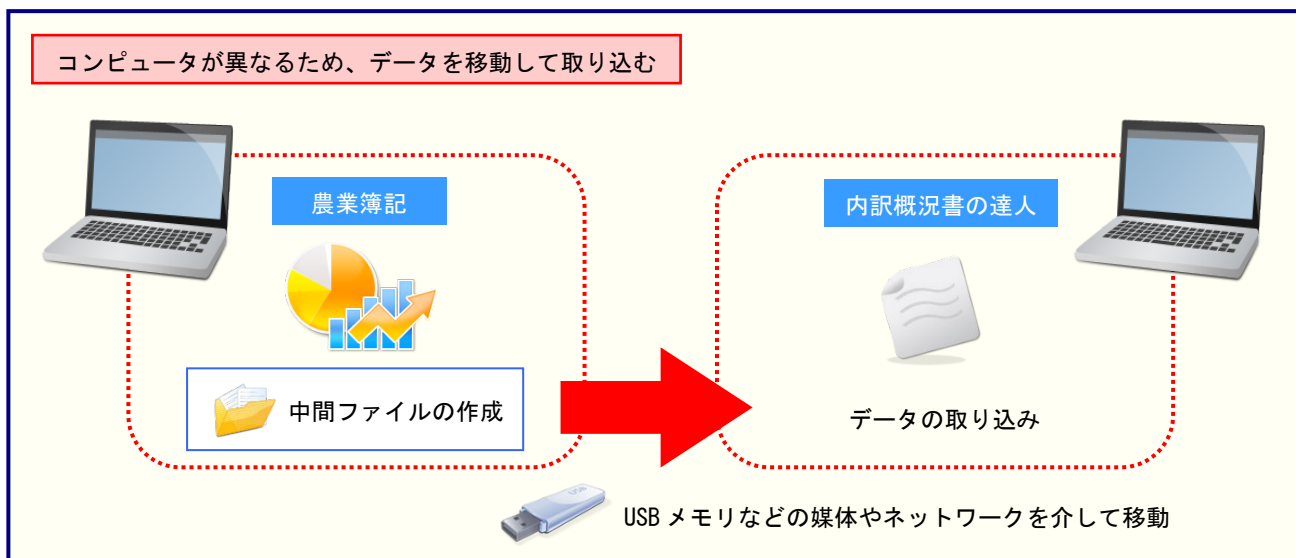 コンピュータが異なるため、データを移動して取り込む
農業簿記
内訳概況書の達人
中間ファイルの作成
データの取り込み
USB
USB メモリなどの媒体やネットワークを介して移動